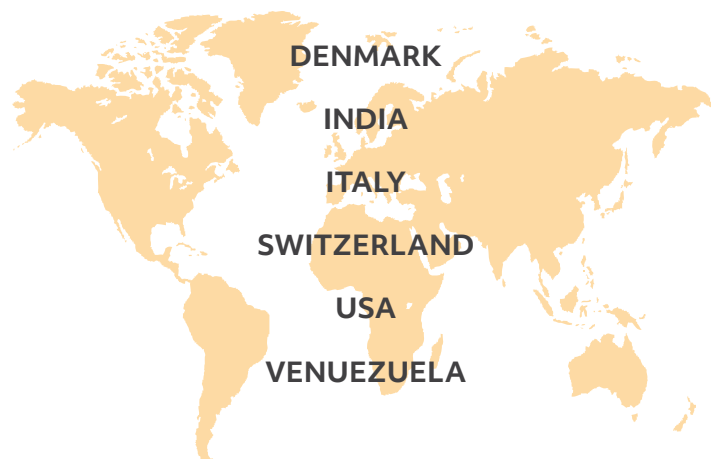 DENMARK
INDIA
ITALY
SWITZERLAND
USA
VENUEZUELA